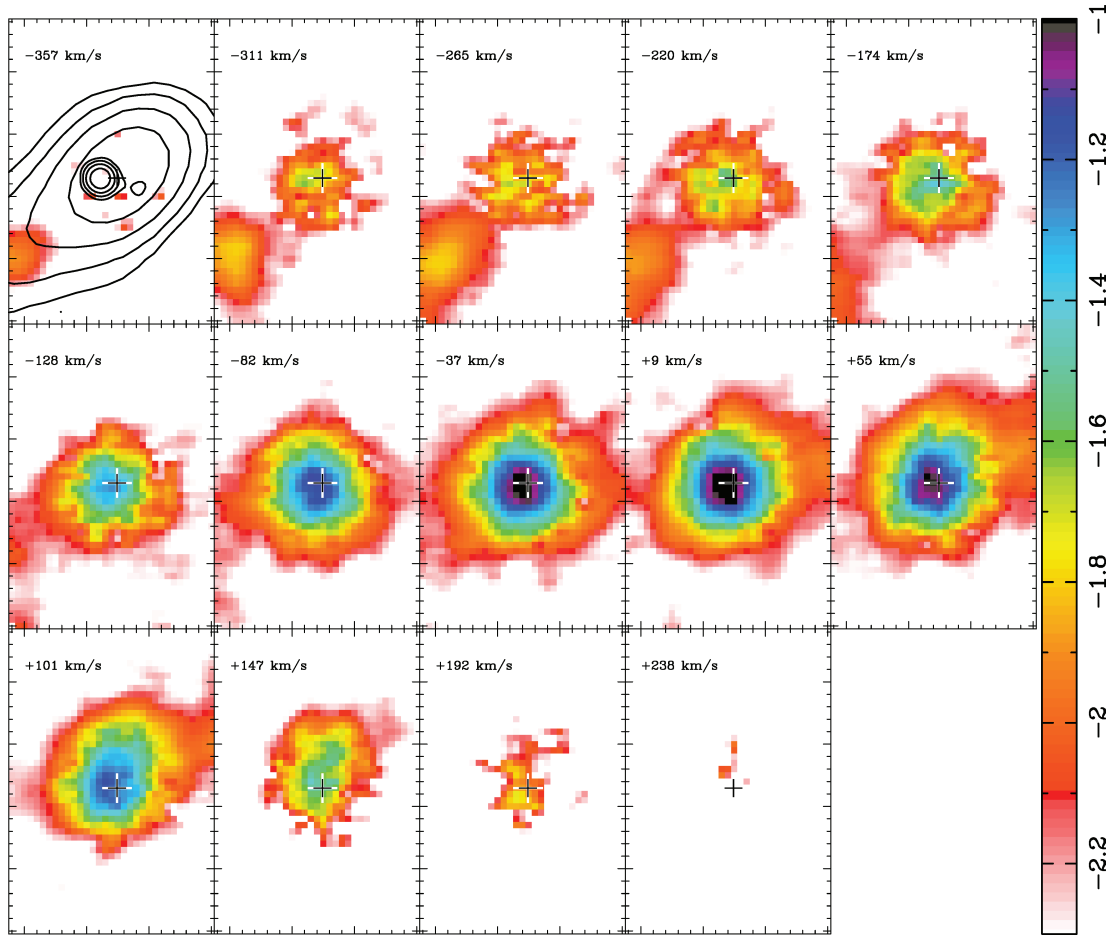 −357 km/s
−311 km/s
−265 km/s
−220 km/s
−174 km/s
−128 km/s
−82 km/s
−37 km/s
+9 km/s
+55 km/s
+101 km/s
+147 km/s
+192 km/s
+238 km/s
−1
−1.2
−1.4
−1.6
−1.8
−2
−2.2